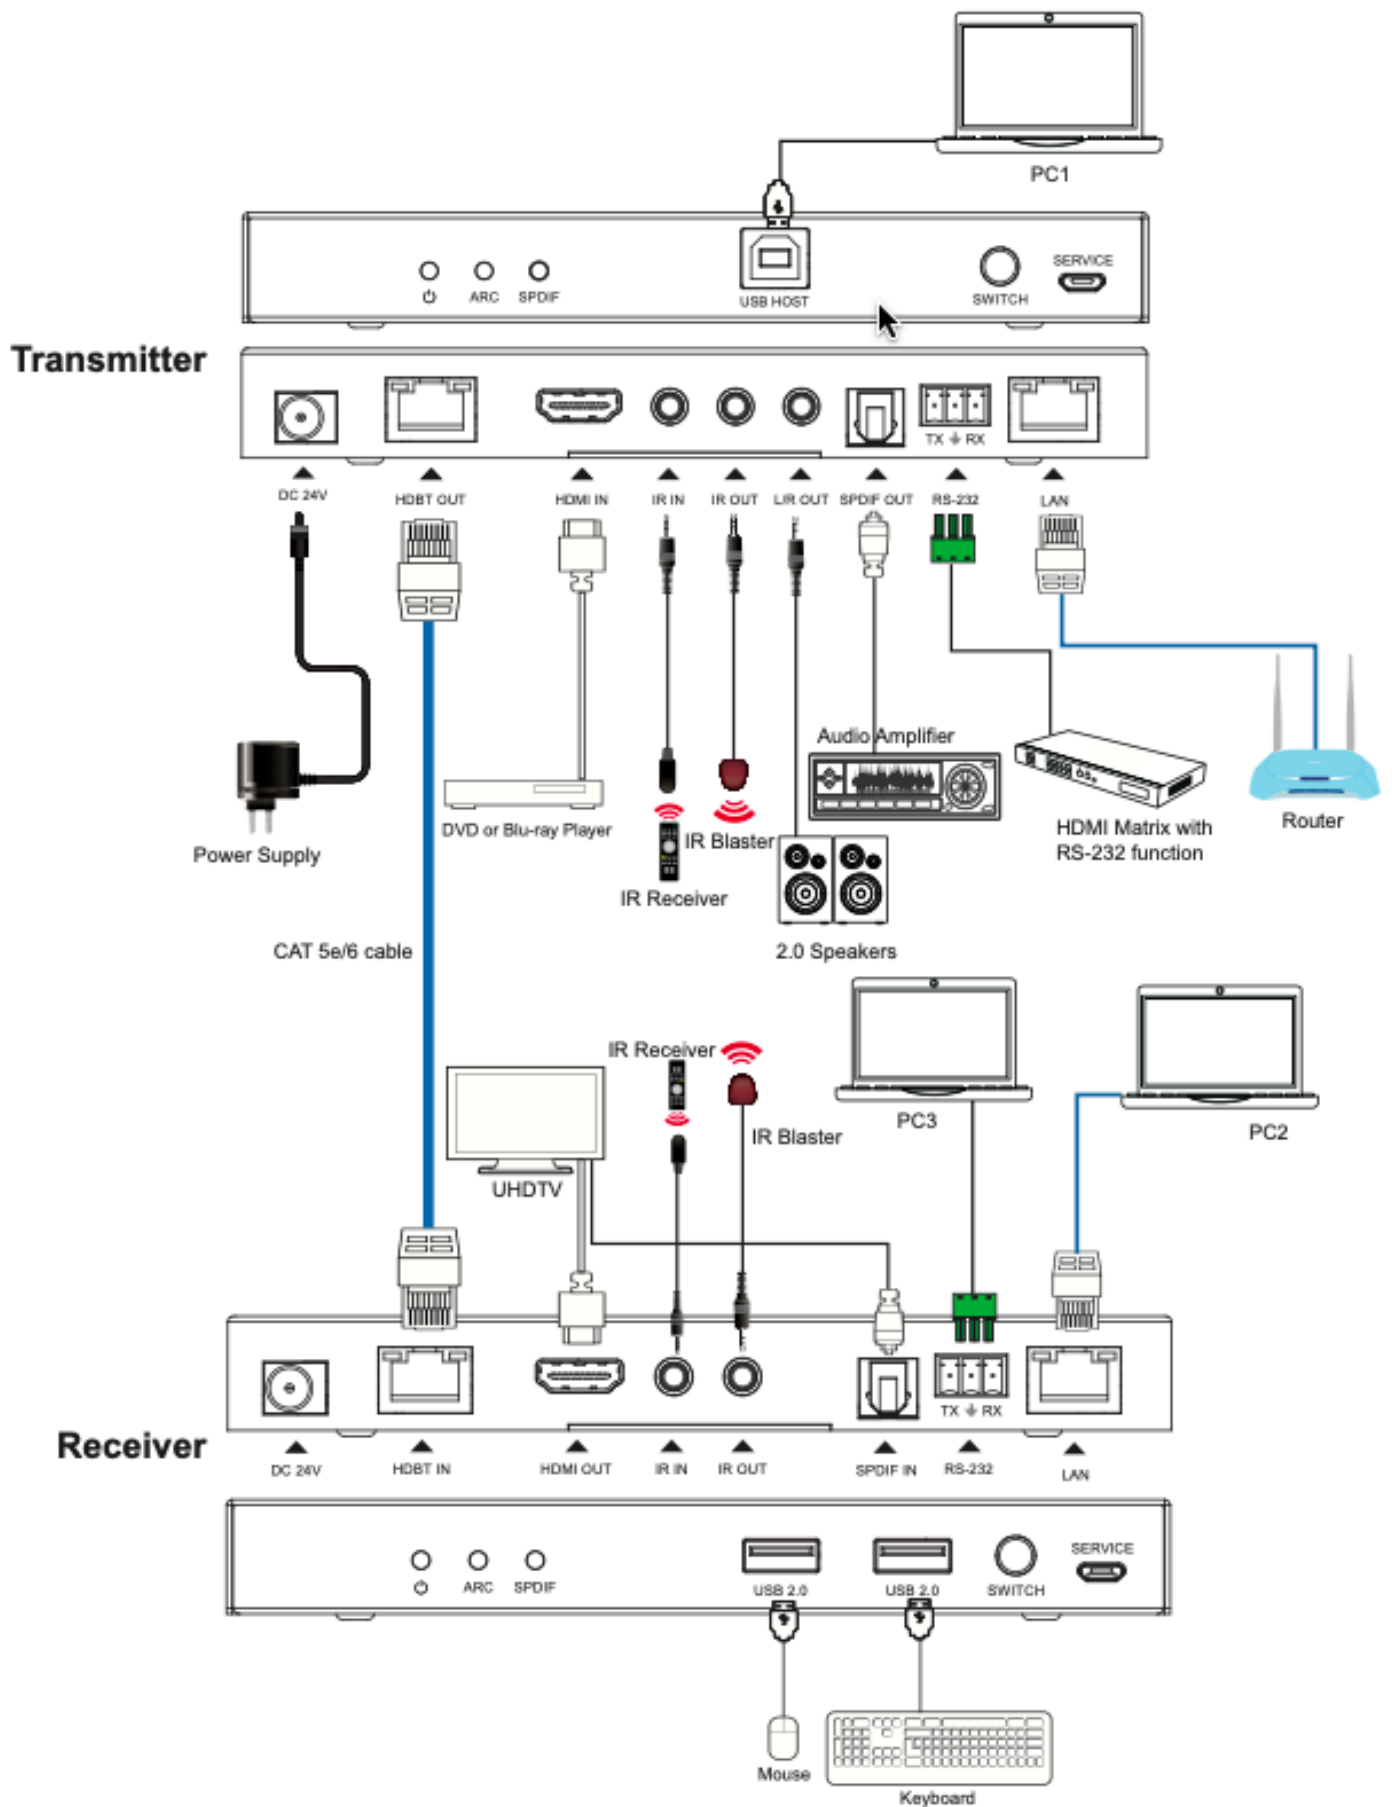 PC1
SERVICE
ARC SPDIF
USB HOST
SWITCH
Transmitter
TX RX
DC 24V
HDBT OUT
HDMI IN
IR IN
IR OUT
L/R OUT
SPDIF OUT
RS-232
LAN
Audio Amplifier
DVD or Blu-ray Player
IR Blaster
HDMI Matrix with
RS-232 function
Router
Power Supply
IR Receiver
CAT 5e/6 cable
2.0 Speakers
IR Receiver
IR Blaster
PC3
PC2
UHDTV
TX RX
Receiver
DC 24V
HDBT IN
HDMI OUT
IR IN
IR OUT
SPDIF IN
RS-232
LAN
SERVICE
ARC SPDIF
USB 2.0
USB 2.0
SWITCH
Mouse
Keyboard